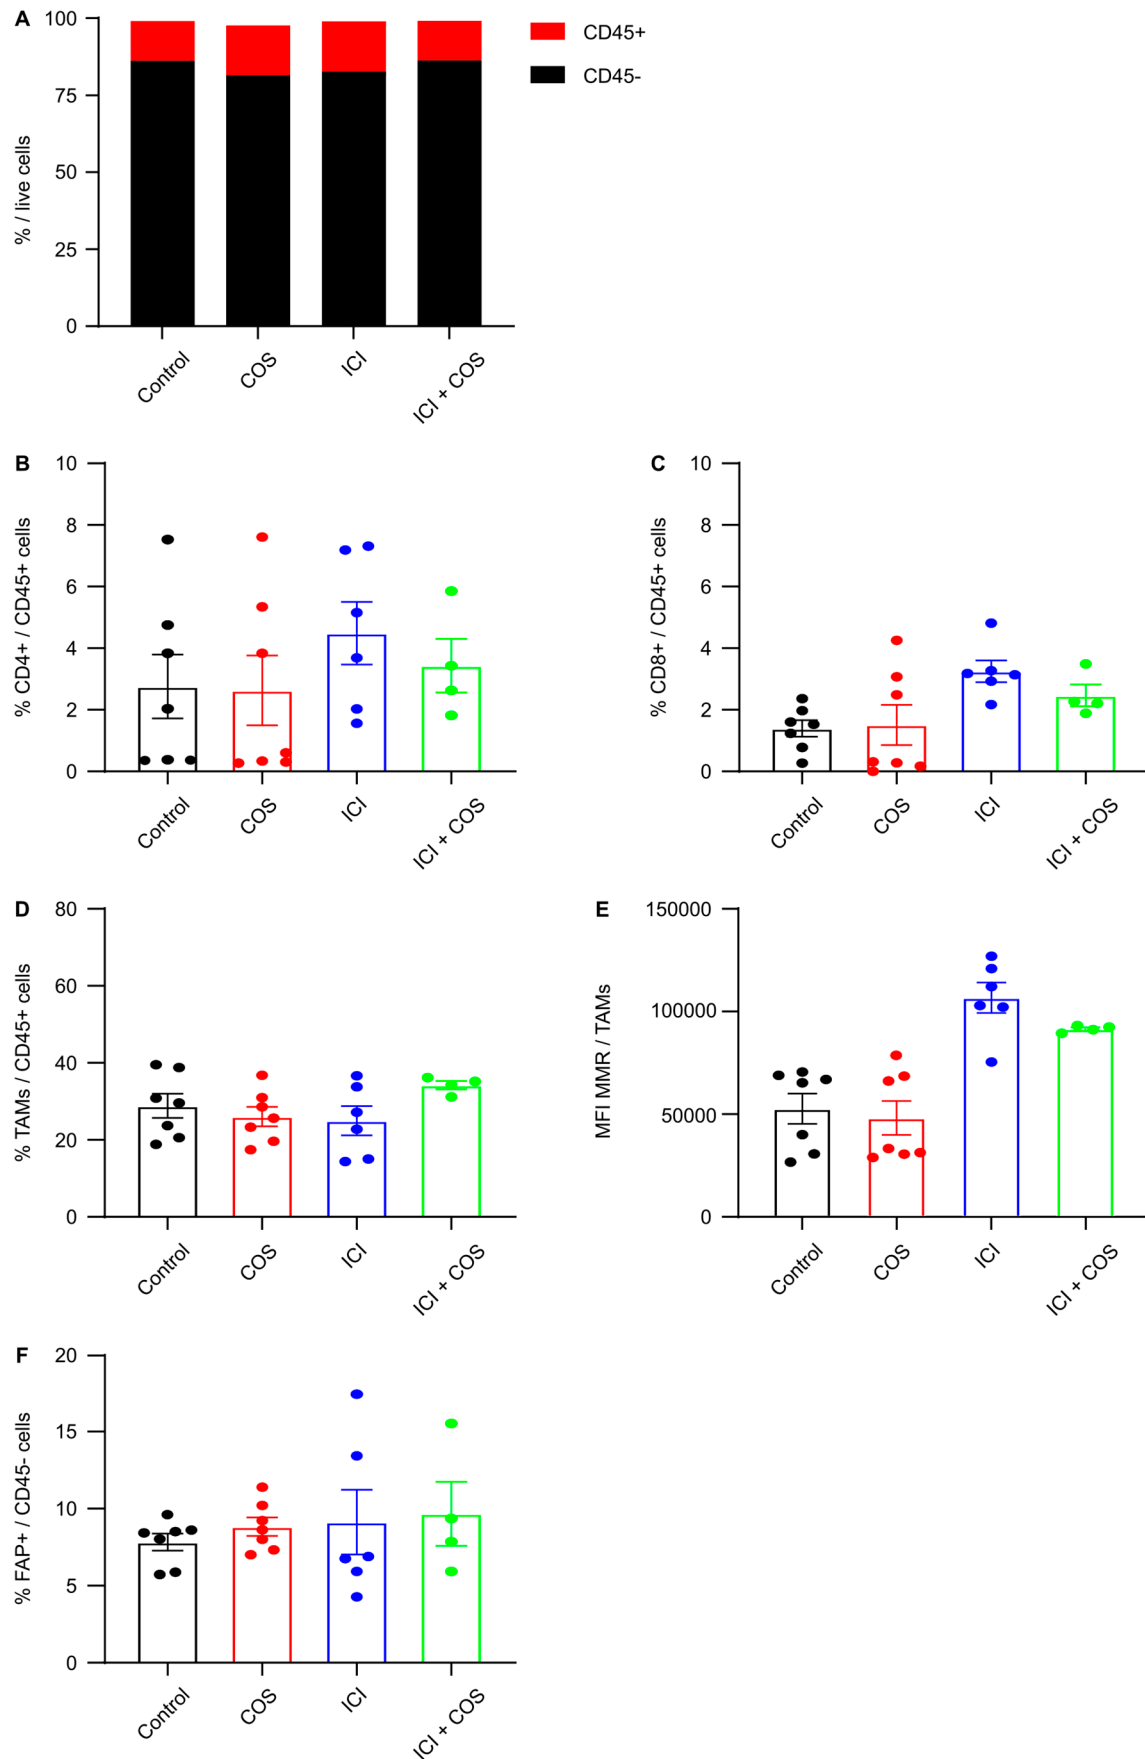 A
% / live cells
100
75
50
25
0
Control
COS
ICI
ICI + COS
CD45+
CD45-
B
% CD4+ / CD45+ cells
10
8
6
4
2
0
Control
COS
ICI
ICI + COS
C
% CD8+ / CD45+ cells
10
8
6
4
2
0
Control
COS
ICI
ICI + COS
D
% TAMs / CD45+ cells
80
60
40
20
0
Control
COS
ICI
ICI + COS
E
MFI MMR / TAMs
150000
100000
50000
0
Control
COS
ICI
ICI + COS
F
% FAP+ / CD45- cells
20
15
10
5
0
Control
COS
ICI
ICI + COS